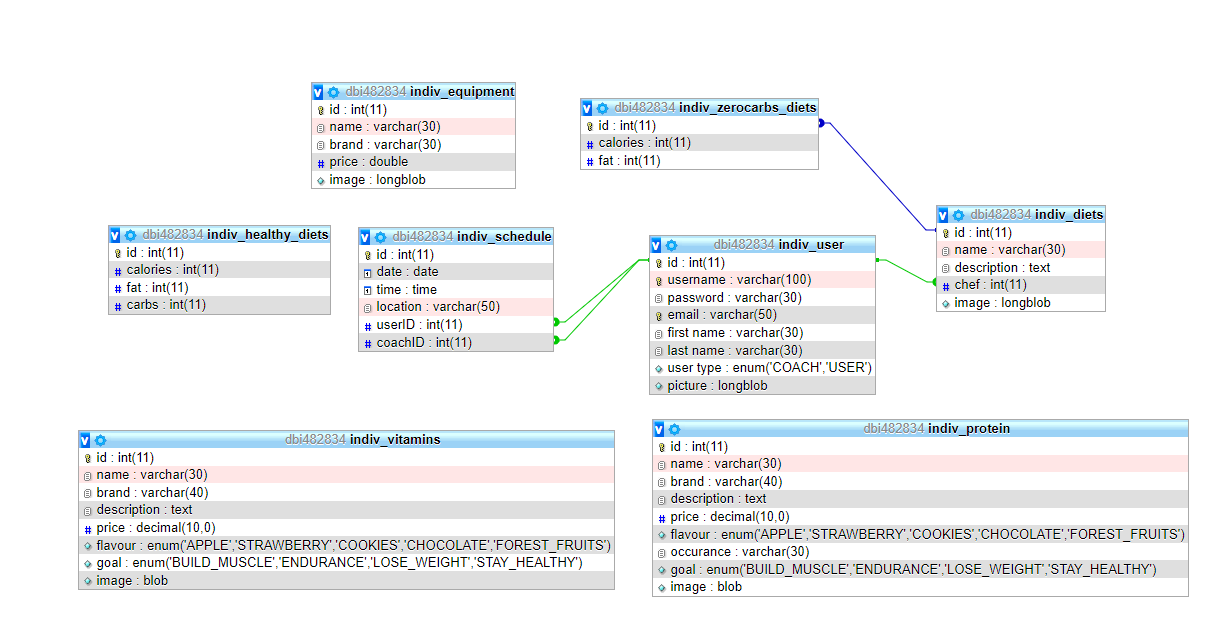 dbi482834 indiv_equipment
id : int(11)
name : varchar(30)
brand : varchar(30)
price : double
image : longblob
dbi482834 indiv_zerocarbs_diets
id : int(11)
calories : int(11)
fat : int(11)
dbi482834 indiv_diets
id : int(11)
name : varchar(30)
description : text
chef : int(11)
image : longblob
dbi482834 indiv_healthy_diets
id : int(11)
calories : int(11)
fat : int(11)
carbs : int(11)
dbi482834 indiv_schedule
id : int(11)
date : date
time : time
location : varchar(50)
userID : int(11)
coachID : int(11)
dbi482834 indiv_user
id : int(11)
username : varchar(100)
password : varchar(30)
email : varchar(50)
first name : varchar(30)
last name : varchar(30)
user type : enum('COACH','USER')
picture : longblob
dbi482834 indiv_vitamins
id : int(11)
name : varchar(30)
brand : varchar(40)
description : text
price : decimal(10,0)
flavour : enum('APPLE','STRAWBERRY','COOKIES','CHOCOLATE','FOREST_FRUITS')
goal : enum('BUILD_MUSCLE','ENDURANCE','LOSE_WEIGHT','STAY_HEALTHY')
image : blob
dbi482834 indiv_protein
id : int(11)
name : varchar(30)
brand : varchar(40)
description : text
price : decimal(10,0)
flavour : enum('APPLE','STRAWBERRY','COOKIES','CHOCOLATE','FOREST_FRUITS')
occurance : varchar(30)
goal : enum('BUILD_MUSCLE','ENDURANCE','LOSE_WEIGHT','STAY_HEALTHY')
image : blob